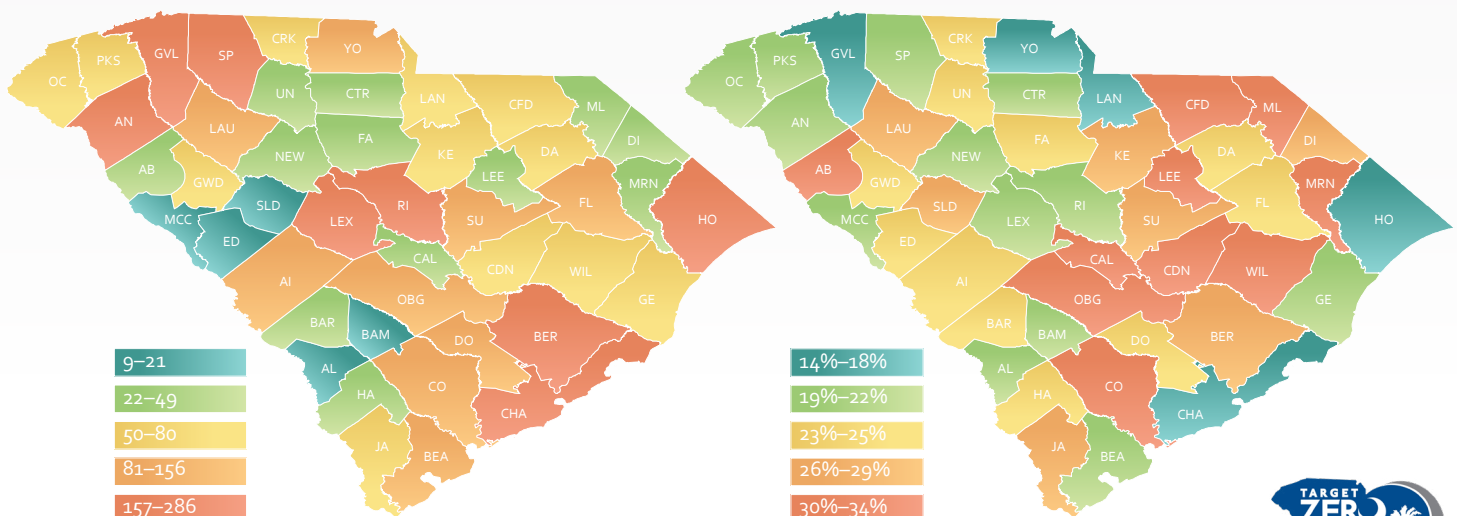 CRK
YO
GVL
SP
PKS
OC
UN
CTR
LAN
CFD
ML
AN
LAU
DI
FA
NEW
KE
DA
AB
GWD
LEE
MRN
SLD
RI
FL
MCC
LEX
SU
HO
ED
CAL
CDN
WIL
AI
OBG
GE
BAR
BAM
DO
BER
AL
CO
HA
CHA
JA
BEA
9–21
22–49
50–80
81–156
157–286
CRK
YO
GVL
SP
PKS
OC
UN
CTR
LAN
CFD
ML
AN
LAU
DI
FA
NEW
KE
DA
AB
GWD
LEE
MRN
SLD
RI
FL
MCC
LEX
SU
HO
ED
CAL
CDN
WIL
AI
OBG
GE
BAR
BAM
DO
BER
AL
CO
HA
CHA
JA
BEA
14%–18%
19%–22%
23%–25%
26%–29%
30%–34%
TARGET
ZERO